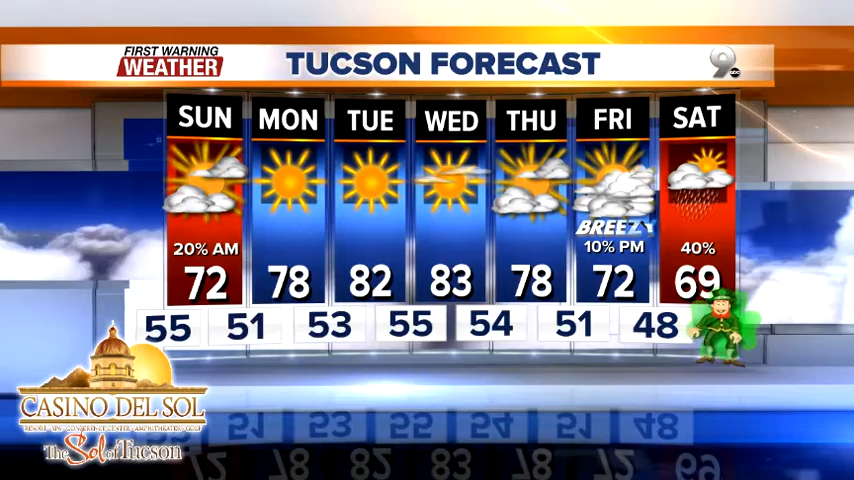 FIRST WARNING
WEATHER
TUCSON FORECAST
9 abc
SUN MON TUE WED THU FRI SAT
BREEZY
20% AM 10% PM 40%
72 78 82 83 78 72 69
55 51 53 55 54 51 48
CASINO DEL SOL
RESORT SPA CONFERENCE CENTER AMPHITHEATER GOLF
The Sol of Tucson